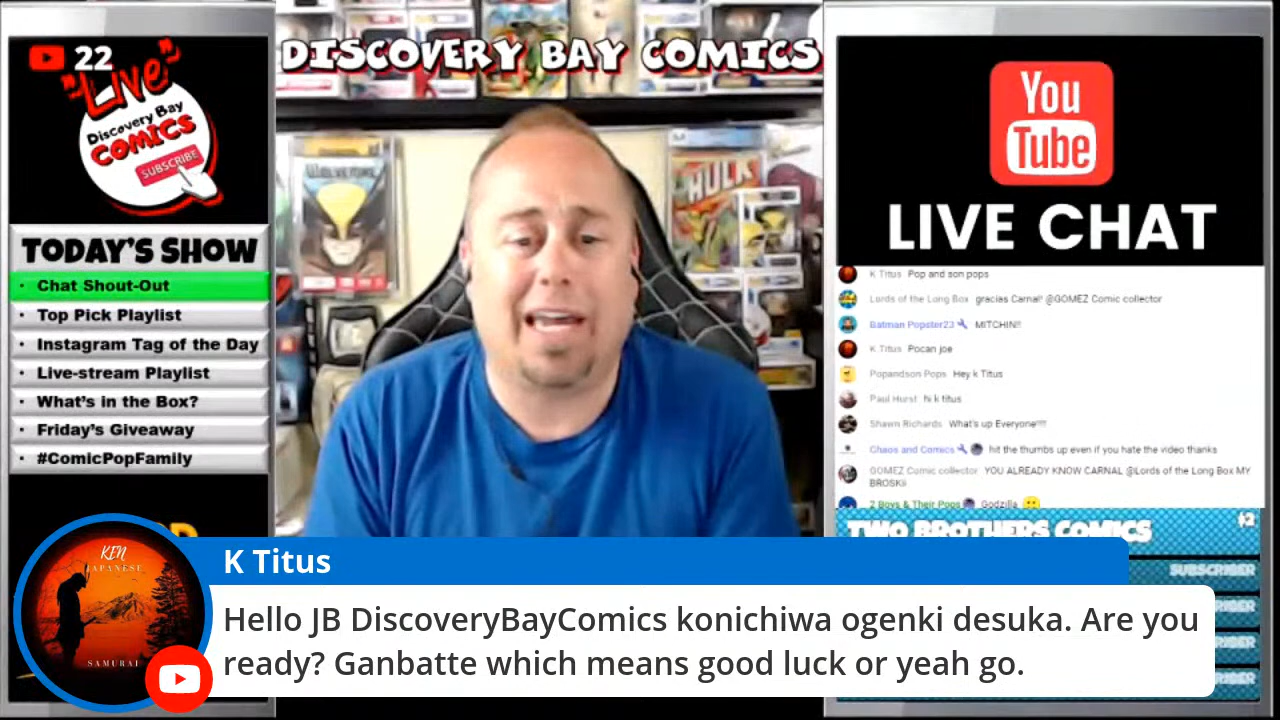 22
"Live"
Discovery Bay
COMICS
SUBSCRIBE
TODAY'S SHOW
· Chat Shout-Out
· Top Pick Playlist
· Instagram Tag of the Day
· Live-stream Playlist
· What's in the Box?
· Friday's Giveaway
· #ComicPopFamily
DISCOVERY BAY COMICS
WOLVERINE
HULK
You
Tube
LIVE CHAT
K Titus Pop and son pops
Lords of the Long Box gracias Carnal! @GOMEZ Comic collector
Batman Popster23 MITCHIN!!
K Titus Pocan joe
Popandson Pops Hey k Titus
Paul Hurst hi k titus
Shawn Richards What's up Everyone!!!!
Chaos and Comics hit the thumbs up even if you hate the video thanks
GOMEZ Comic collector YOU ALREADY KNOW CARNAL @Lords of the Long Box MY
BROSKii
2 Boys & Their Pops Godzilla
TWO BROTHERS COMICS $2
SUBSCRIBER
KEN
JAPANESE
SAMURAI
K Titus
Hello JB DiscoveryBayComics konichiwa ogenki desuka. Are you
ready? Ganbatte which means good luck or yeah go.